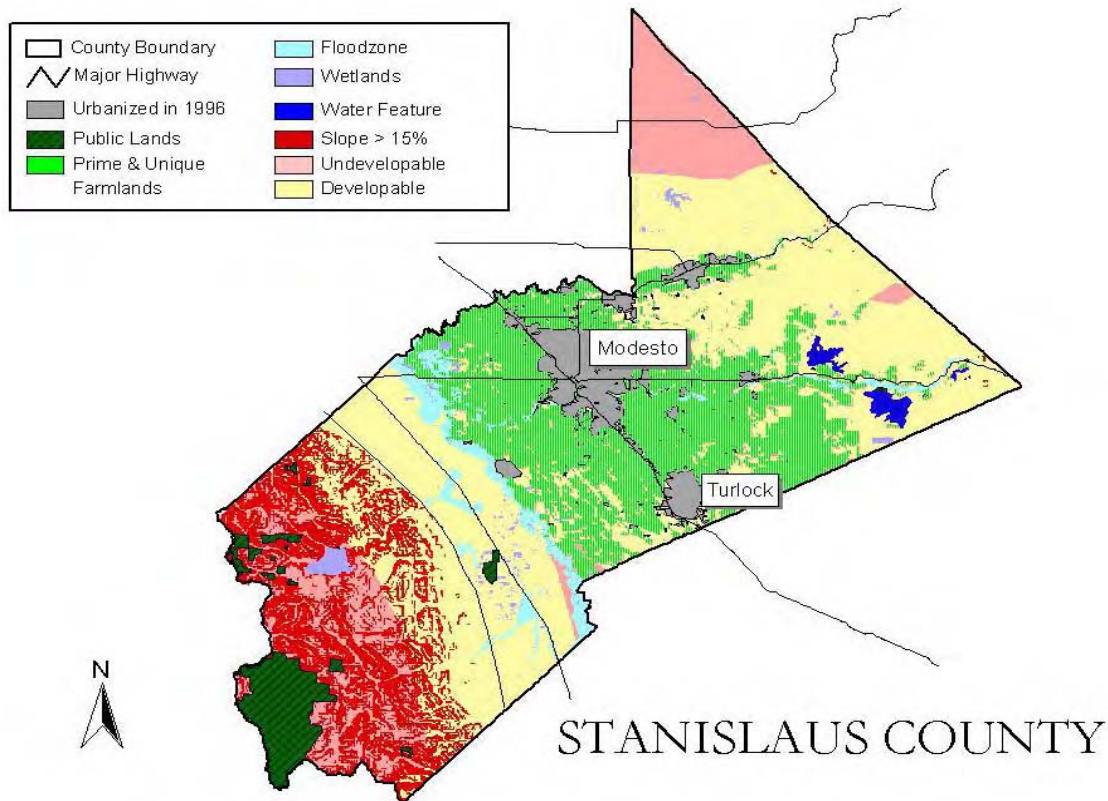 County Boundary
Major Highway
Urbanized in 1996
Public Lands
Prime & Unique
Farmlands
Floodzone
Wetlands
Water Feature
Slope > 15%
Undevelopable
Developable
Modesto
Turlock
N
STANISLAUS COUNTY